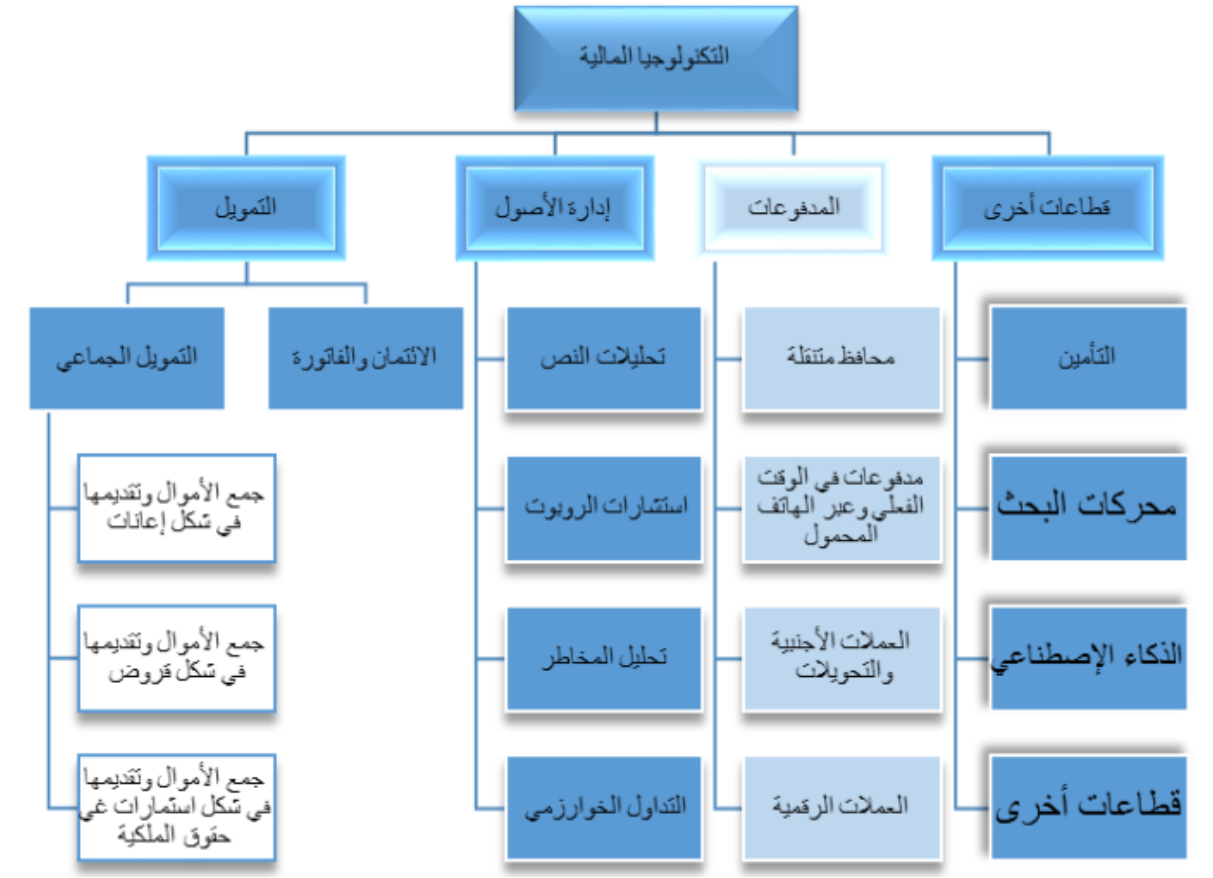 التكنولوجيا المالية
قطاعات أخرى
المدفوعات
إدارة الأصول
التمويل
التأمين
محركات البحث
الذكاء الإصطناعي
قطاعات أخرى
محافظ متنقلة
مدفوعات في الوقت
الفعلي وعبر الهاتف
المحمول
العملات الأجنبية
والتحويلات
العملات الرقمية
تحليلات النص
استشارات الروبوت
تحليل المخاطر
التداول الخوارزمي
الائتمان والفاتورة
التمويل الجماعي
جمع الأموال وتقديمها
في شكل إعانات
جمع الأموال وتقديمها
في شكل قروض
جمع الأموال وتقديمها
في شكل استمارات غي
حقوق الملكية